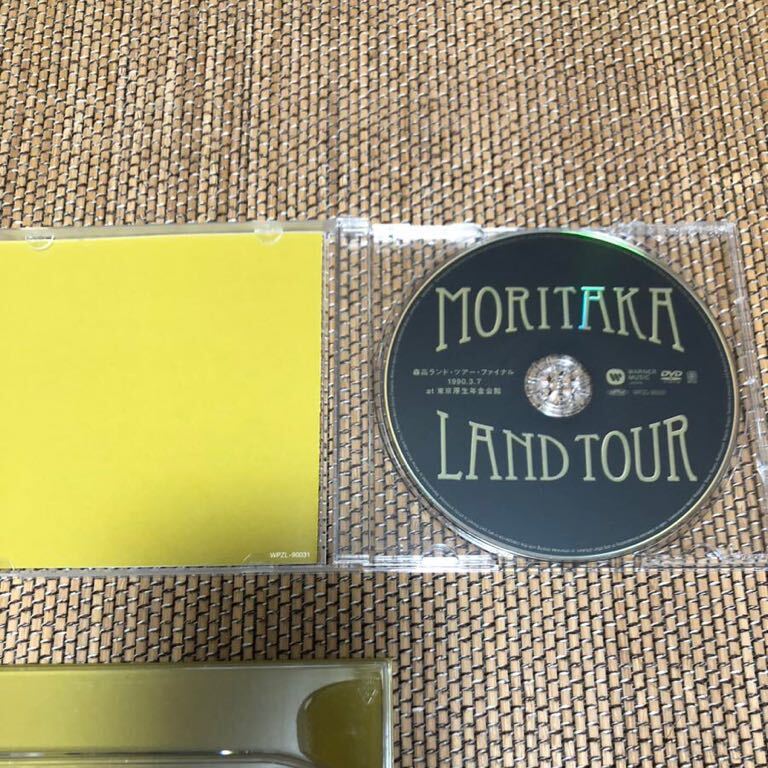 MORITAKA
森高ランド・ツアー・ファイナル
1990.3.7
at 東京厚生年金会館
WARNER
MUSIC
DVD
LAND TOUR
WPZL-90031